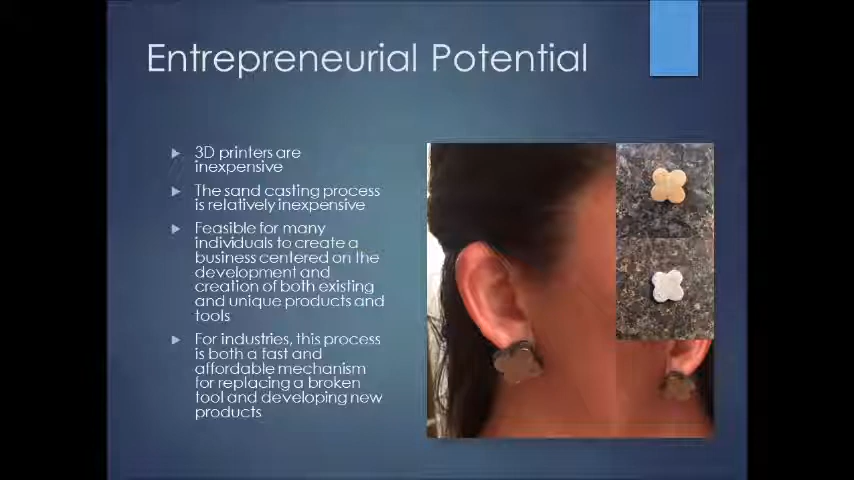 Entrepreneurial Potential
3D printers are
inexpensive
The sand casting process
is relatively inexpensive
Feasible for many
individuals to create a
business centered on the
development and
creation of both existing
and unique products and
tools
For industries, this process
is both a fast and
affordable mechanism
for replacing a broken
tool and developing new
products